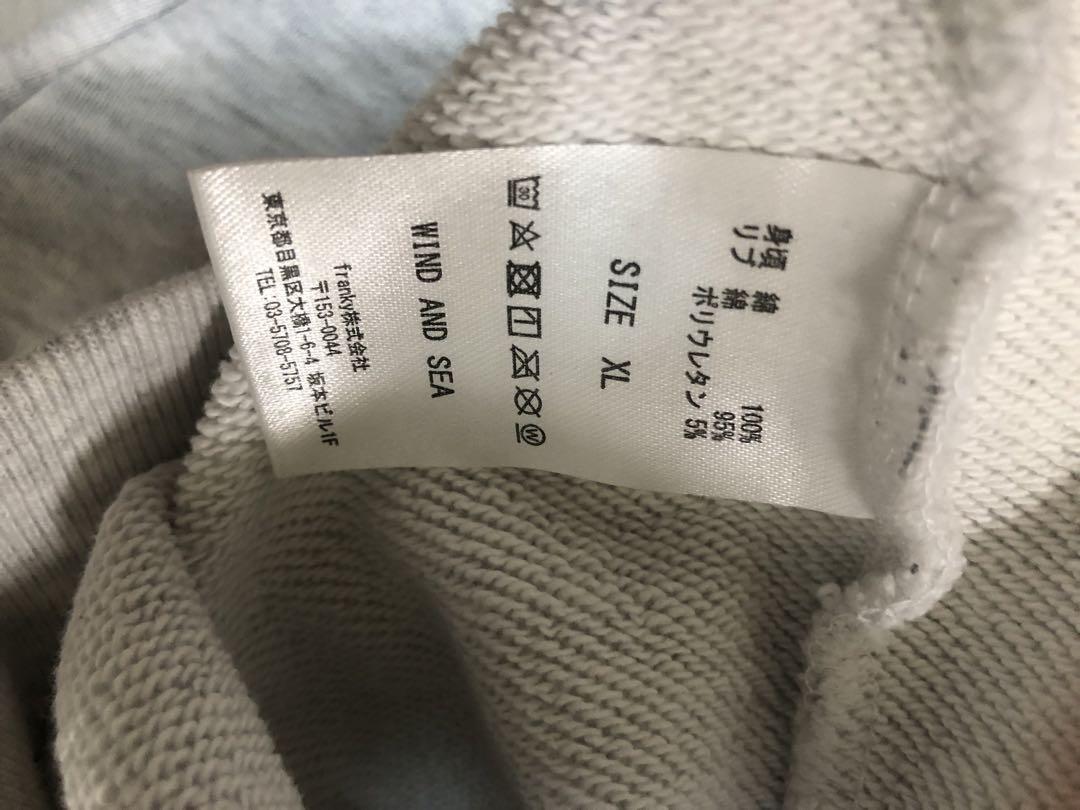 身頃 綿 100%
リブ 綿 95%
ポリウレタン 5%
SIZE XL
30
W
WIND AND SEA
franky株式会社
〒153-0044
東京都目黒区大橋1-6-4 坂本ビル1F
TEL:03-5708-5757